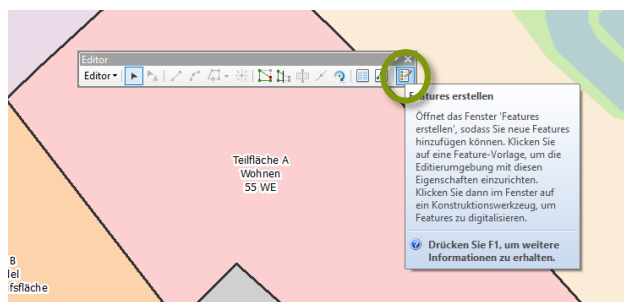 Editor
Editor
Features erstellen
Öffnet das Fenster 'Features
erstellen', sodass Sie neue Features
hinzufügen können. Klicken Sie
auf eine Feature-Vorlage, um die
Editierumgebung mit diesen
Eigenschaften einzurichten.
Klicken Sie dann im Fenster auf
ein Konstruktionswerkzeug, um
Features zu digitalisieren.
Drücken Sie F1, um weitere
Informationen zu erhalten.
Teilfläche A
Wohnen
55 WE
B
del
ifsfläche